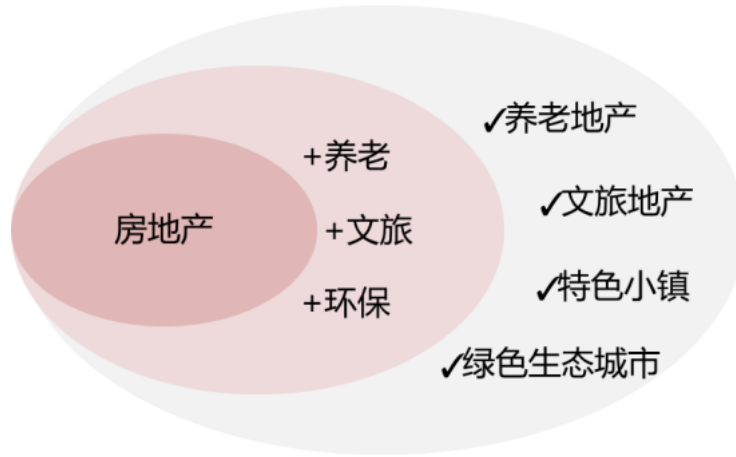 房地产
+养老
+文旅
+环保
✓养老地产
✓文旅地产
✓特色小镇
✓绿色生态城市